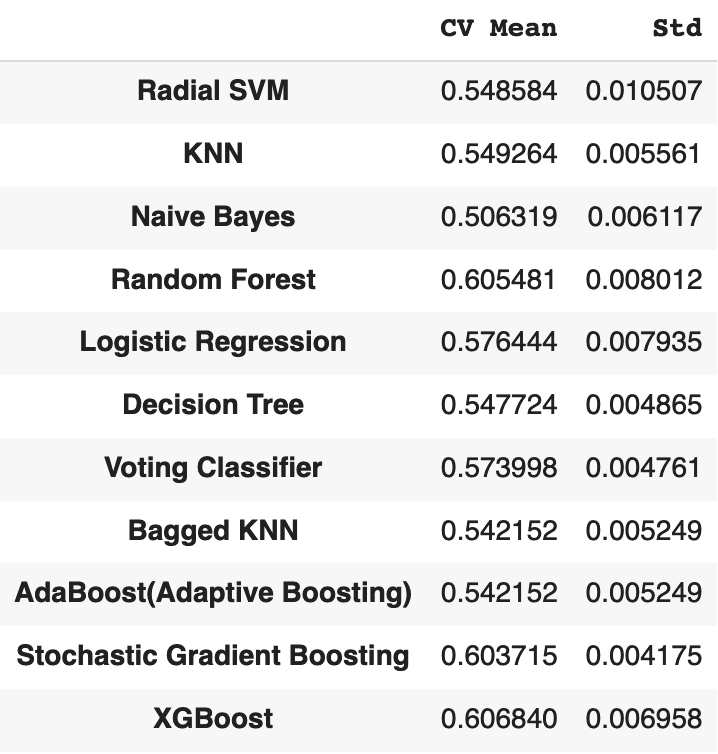 CV Mean Std
Radial SVM 0.548584 0.010507
KNN 0.549264 0.005561
Naive Bayes 0.506319 0.006117
Random Forest 0.605481 0.008012
Logistic Regression 0.576444 0.007935
Decision Tree 0.547724 0.004865
Voting Classifier 0.573998 0.004761
Bagged KNN 0.542152 0.005249
AdaBoost(Adaptive Boosting) 0.542152 0.005249
Stochastic Gradient Boosting 0.603715 0.004175
XGBoost 0.606840 0.006958